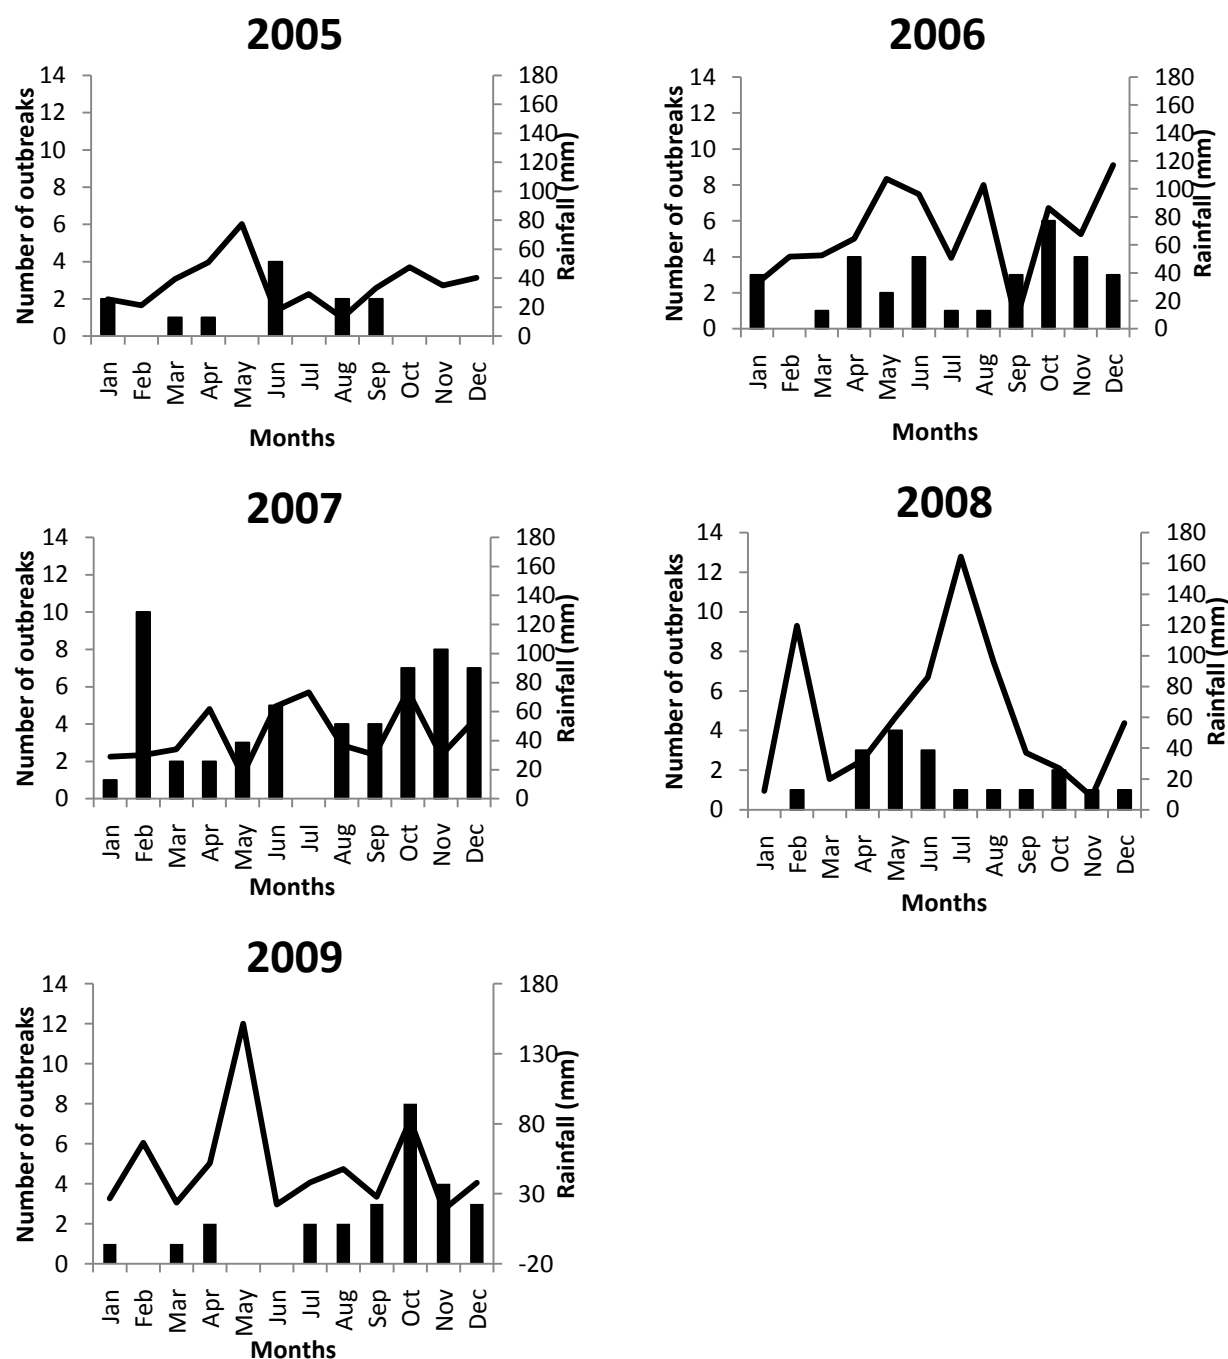 2005
Number of outbreaks
14
12
10
8
6
4
2
0
180
160
140
120
100
80
60
40
20
0
Rainfall (mm)
Jan
Feb
Mar
Apr
May
Jun
Jul
Aug
Sep
Oct
Nov
Dec
Months
2006
Number of outbreaks
14
12
10
8
6
4
2
0
180
160
140
120
100
80
60
40
20
0
Rainfall (mm)
Jan
Feb
Mar
Apr
May
Jun
Jul
Aug
Sep
Oct
Nov
Dec
Months
2007
Number of outbreaks
14
12
10
8
6
4
2
0
180
160
140
120
100
80
60
40
20
0
Rainfall (mm)
Jan
Feb
Mar
Apr
May
Jun
Jul
Aug
Sep
Oct
Nov
Dec
Months
2008
Number of outbreaks
14
12
10
8
6
4
2
0
180
160
140
120
100
80
60
40
20
0
Rainfall (mm)
Jan
Feb
Mar
Apr
May
Jun
Jul
Aug
Sep
Oct
Nov
Dec
Months
2009
Number of outbreaks
14
12
10
8
6
4
2
0
180
130
80
30
-20
Rainfall (mm)
Jan
Feb
Mar
Apr
May
Jun
Jul
Aug
Sep
Oct
Nov
Dec
Months